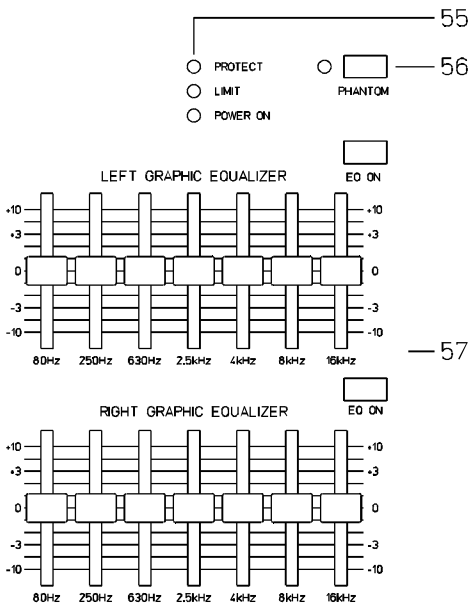 55
PROTECT
56
LIMIT
PHANTOM
POWER ON
LEFT GRAPHIC EQUALIZER
EQ ON
+10 +10
+3 +3
0 0
-3 -3
-10 -10
80Hz 250Hz 630Hz 2.5kHz 4kHz 8kHz 16kHz
57
RIGHT GRAPHIC EQUALIZER
EQ ON
+10 +10
+3 +3
0 0
-3 -3
-10 -10
80Hz 250Hz 630Hz 2.5kHz 4kHz 8kHz 16kHz